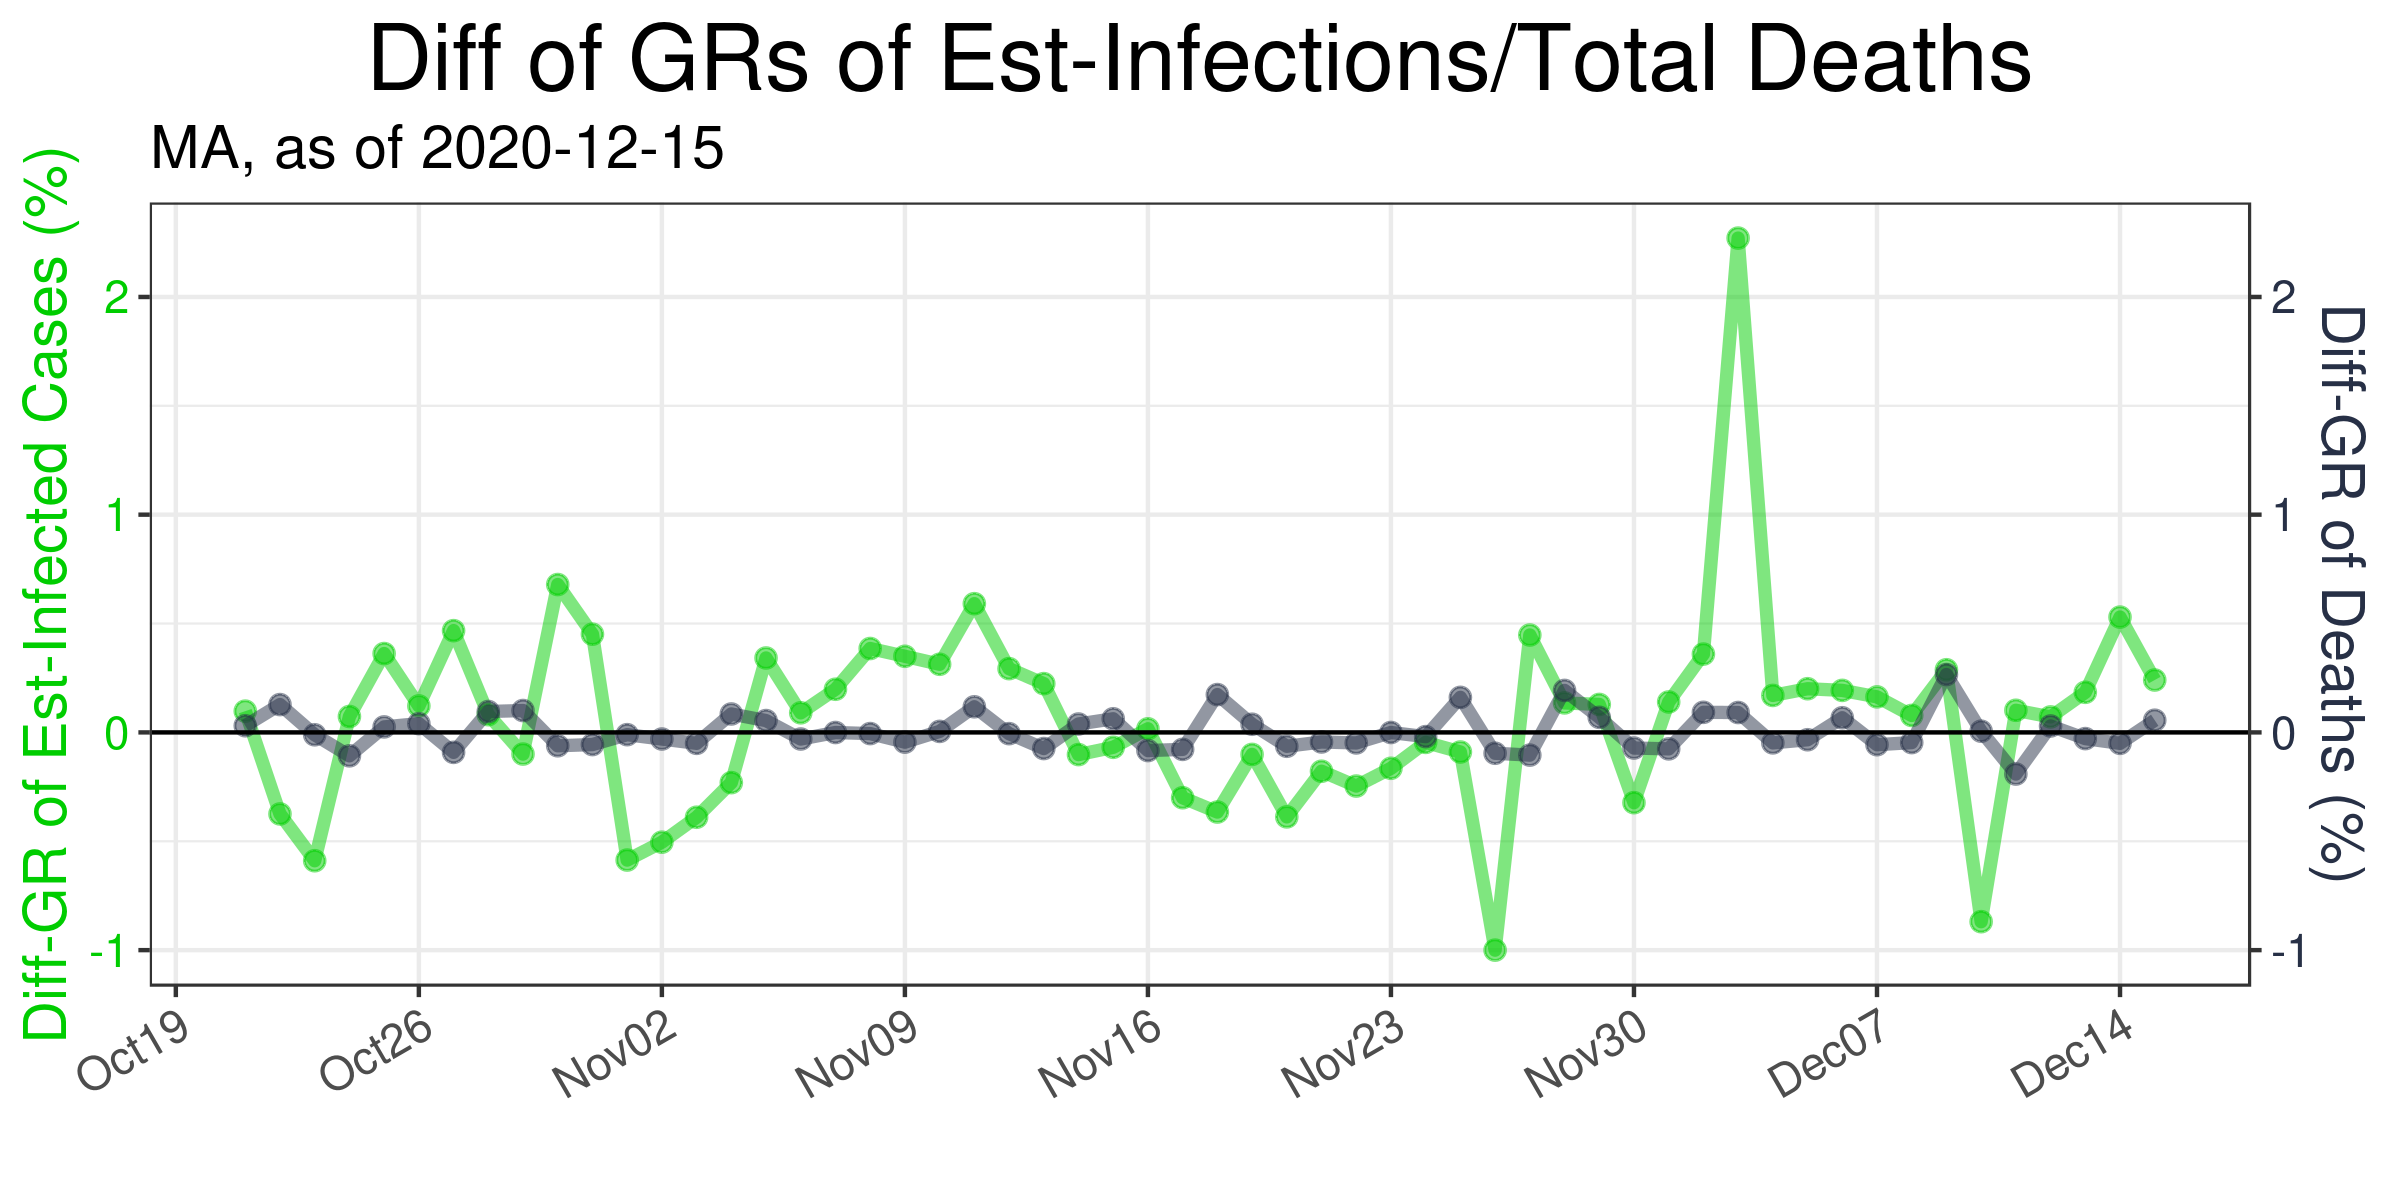 Diff of GRs of Est-Infections/Total Deaths
MA, as of 2020-12-15
Diff-GR of Est-Infected Cases (%)
2
1
0
-1
2
1
0
-1
Diff-GR of Deaths (%)
Oct19
Oct26
Nov02
Nov09
Nov16
Nov23
Nov30
Dec07
Dec14